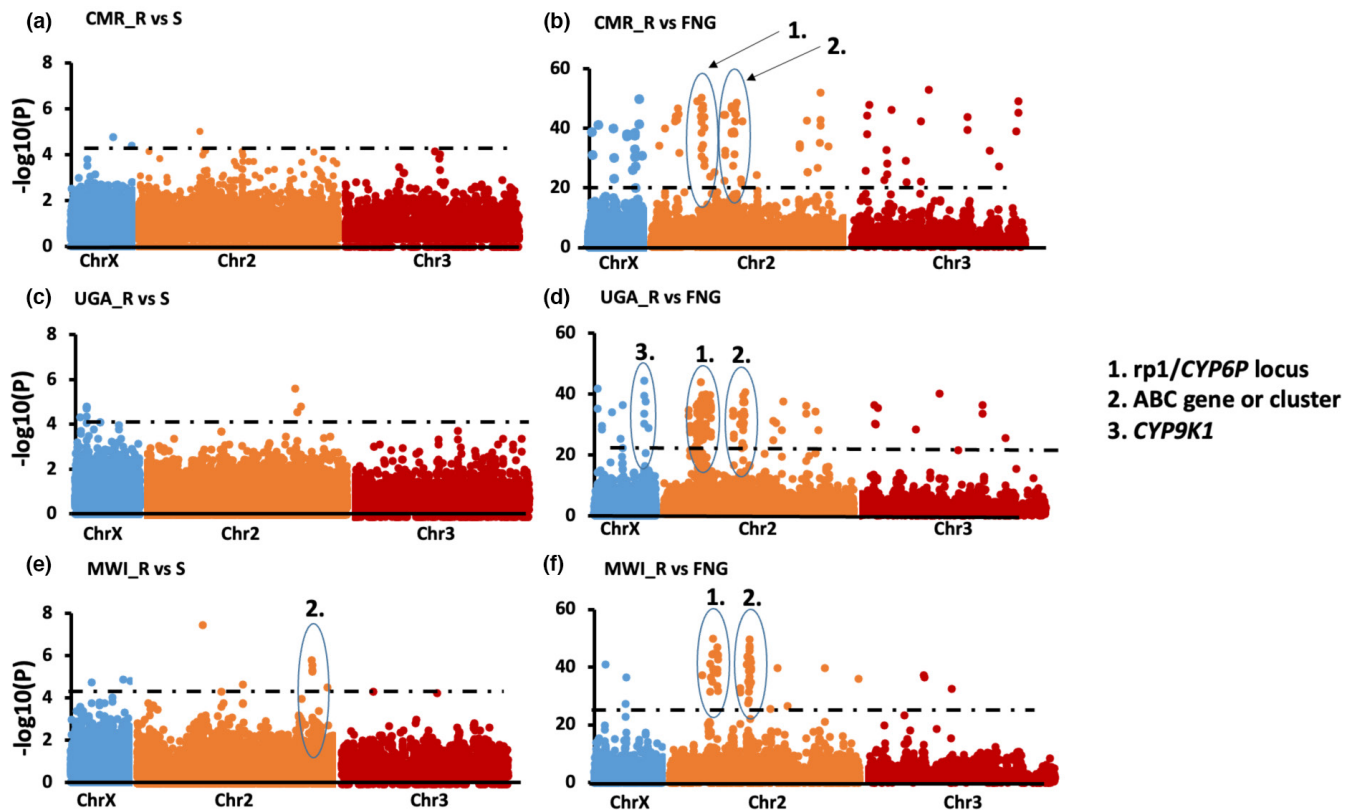 (a) CMR_R vs S
8
6
4
2
0
-log10(P)
ChrX Chr2 Chr3
(b) CMR_R vs FNG
1.
2.
60
40
20
0
ChrX Chr2 Chr3
(c) UGA_R vs S
8
6
4
2
0
-log10(P)
ChrX Chr2 Chr3
(d) UGA_R vs FNG
3. 1. 2.
60
40
20
0
ChrX Chr2 Chr3
1. rp1/CYP6P locus
2. ABC gene or cluster
3. CYP9K1
(e) MWI_R vs S
2.
8
6
4
2
0
-log10(P)
ChrX Chr2 Chr3
(f) MWI_R vs FNG
1. 2.
60
40
20
0
ChrX Chr2 Chr3